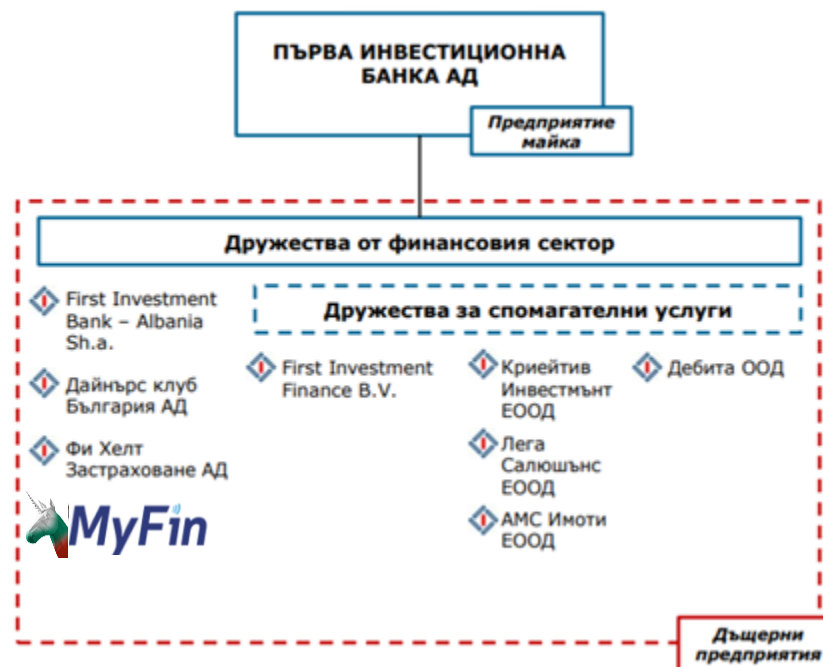 ПЪРВА ИНВЕСТИЦИОННА
БАНКА АД
Предприятие
майка
Дружества от финансовия сектор
First Investment
Bank – Albania
Sh.a.
Дайнърс клуб
България АД
Фи Хелт
Застраховане АД
MyFin
Дружества за спомагателни услуги
First Investment
Finance B.V.
Криейтив
Инвестмънт
ЕООД
Лега
Салюшънс
ЕООД
АМС Имоти
ЕООД
Дебита ООД
Дъщерни
предприятия